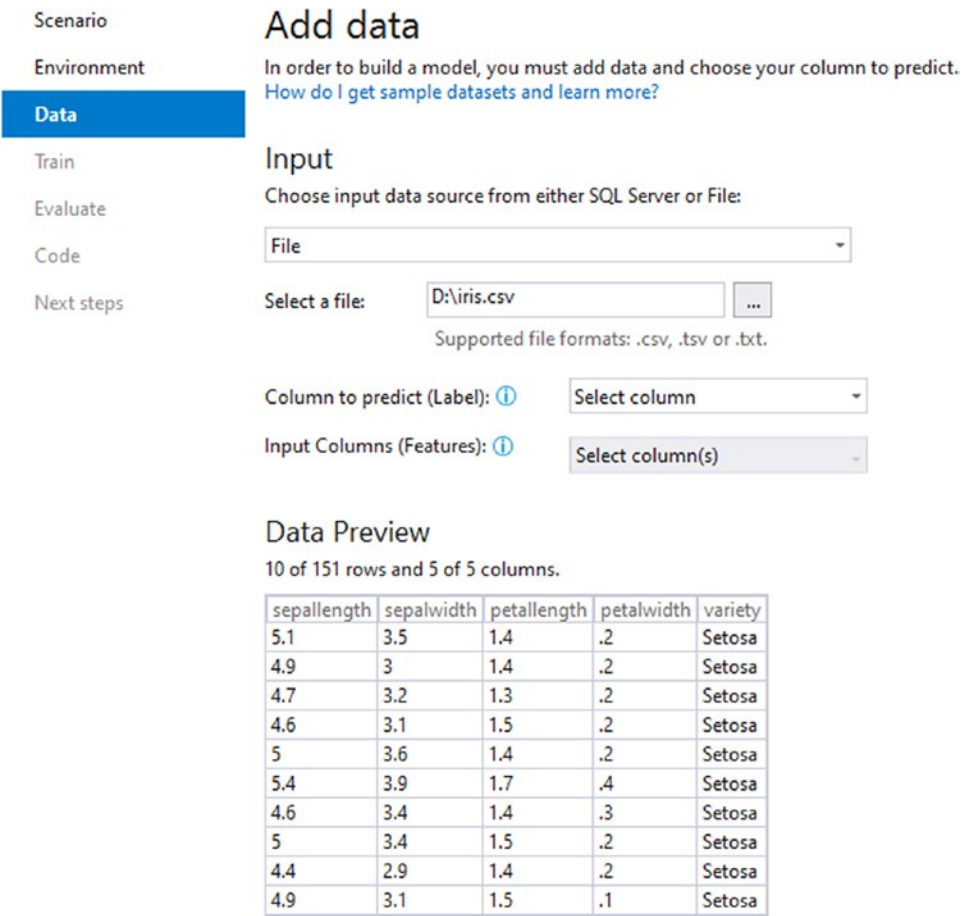 Scenario
Environment
Data
Train
Evaluate
Code
Next steps
Add data
In order to build a model, you must add data and choose your column to predict.
How do I get sample datasets and learn more?
Input
Choose input data source from either SQL Server or File:
File
Select a file: D:\iris.csv ...
Supported file formats: .csv, .tsv or .txt.
Column to predict (Label): Select column
Input Columns (Features): Select column(s)
Data Preview
10 of 151 rows and 5 of 5 columns.
sepallength sepalwidth petallength petalwidth variety
5.1 3.5 1.4 .2 Setosa
4.9 3 1.4 .2 Setosa
4.7 3.2 1.3 .2 Setosa
4.6 3.1 1.5 .2 Setosa
5 3.6 1.4 .2 Setosa
5.4 3.9 1.7 .4 Setosa
4.6 3.4 1.4 .3 Setosa
5 3.4 1.5 .2 Setosa
4.4 2.9 1.4 .2 Setosa
4.9 3.1 1.5 .1 Setosa